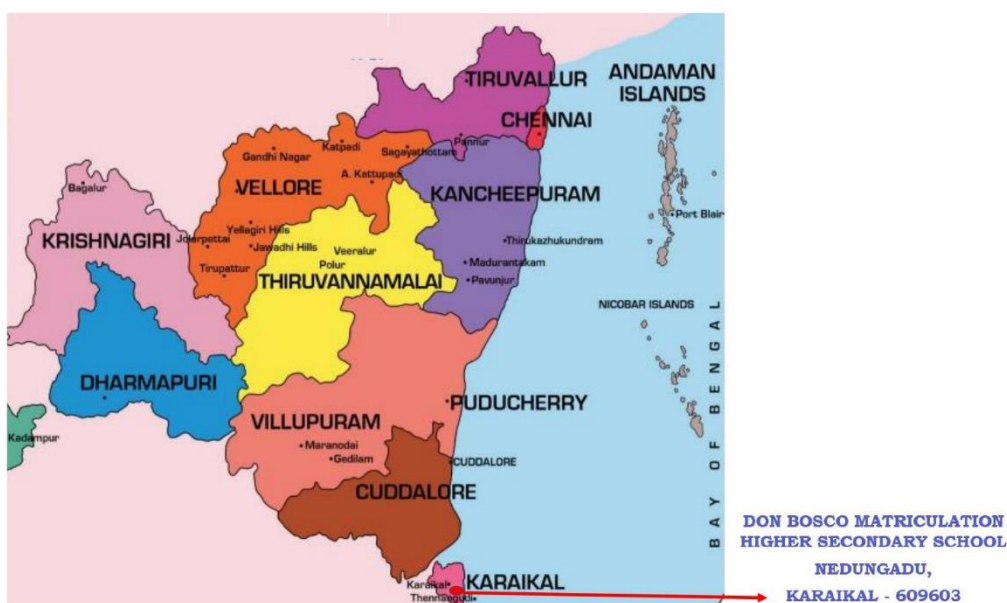 TIRUVALLUR
ANDAMAN
ISLANDS
CHENNAI
Pannur
Katpadi
Sagayathottam
Gandhi Nagar
A. Kattupadi
Bagalur
VELLORE
KANCHEEPURAM
Port Blair
Yellagiri Hills
KRISHNAGIRI
Jolarpettai
Jawadhi Hills
Veeralur
Thirukazhukundram
Polur
Madurantakam
Tirupattur
THIRUVANNAMALAI
Pavunjur
NICOBAR ISLANDS
DHARMAPURI
PUDUCHERRY
VILLUPURAM
Kadampur
Maranodai
Gedilam
CUDDALORE
CUDDALORE
BAY OF BENGAL
DON BOSCO MATRICULATION
HIGHER SECONDARY SCHOOL
NEDUNGADU,
KARAIKAL - 609603
Karaikal
KARAIKAL
Thennangudi